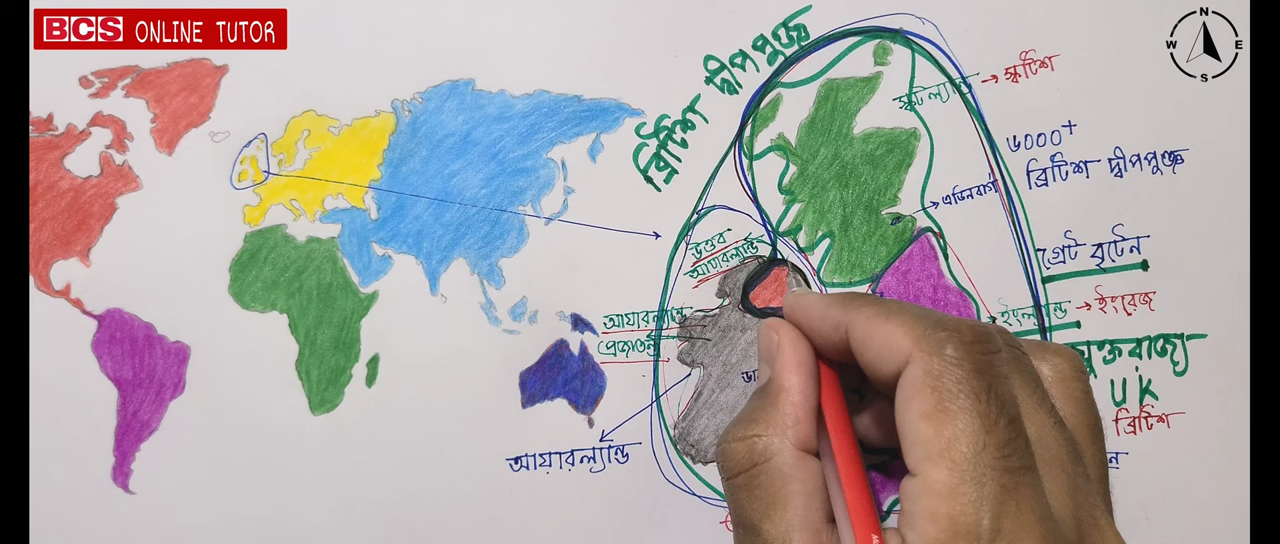 BCS ONLINE TUTOR
N
W E
S
ব্রিটিশ দ্বীপপুঞ্জ
স্কটল্যান্ড → স্কটিশ
৬০০০+
ব্রিটিশ দ্বীপপুঞ্জ
এডিনবার্গ
গ্রেট বৃটেন
উত্তর
আয়ারল্যান্ড
ইংল্যান্ড → ইংরেজ
আয়ারল্যান্ড
প্রজাতন্ত্রী
যুক্তরাজ্য
UK
ব্রিটিশ
আয়ারল্যান্ড